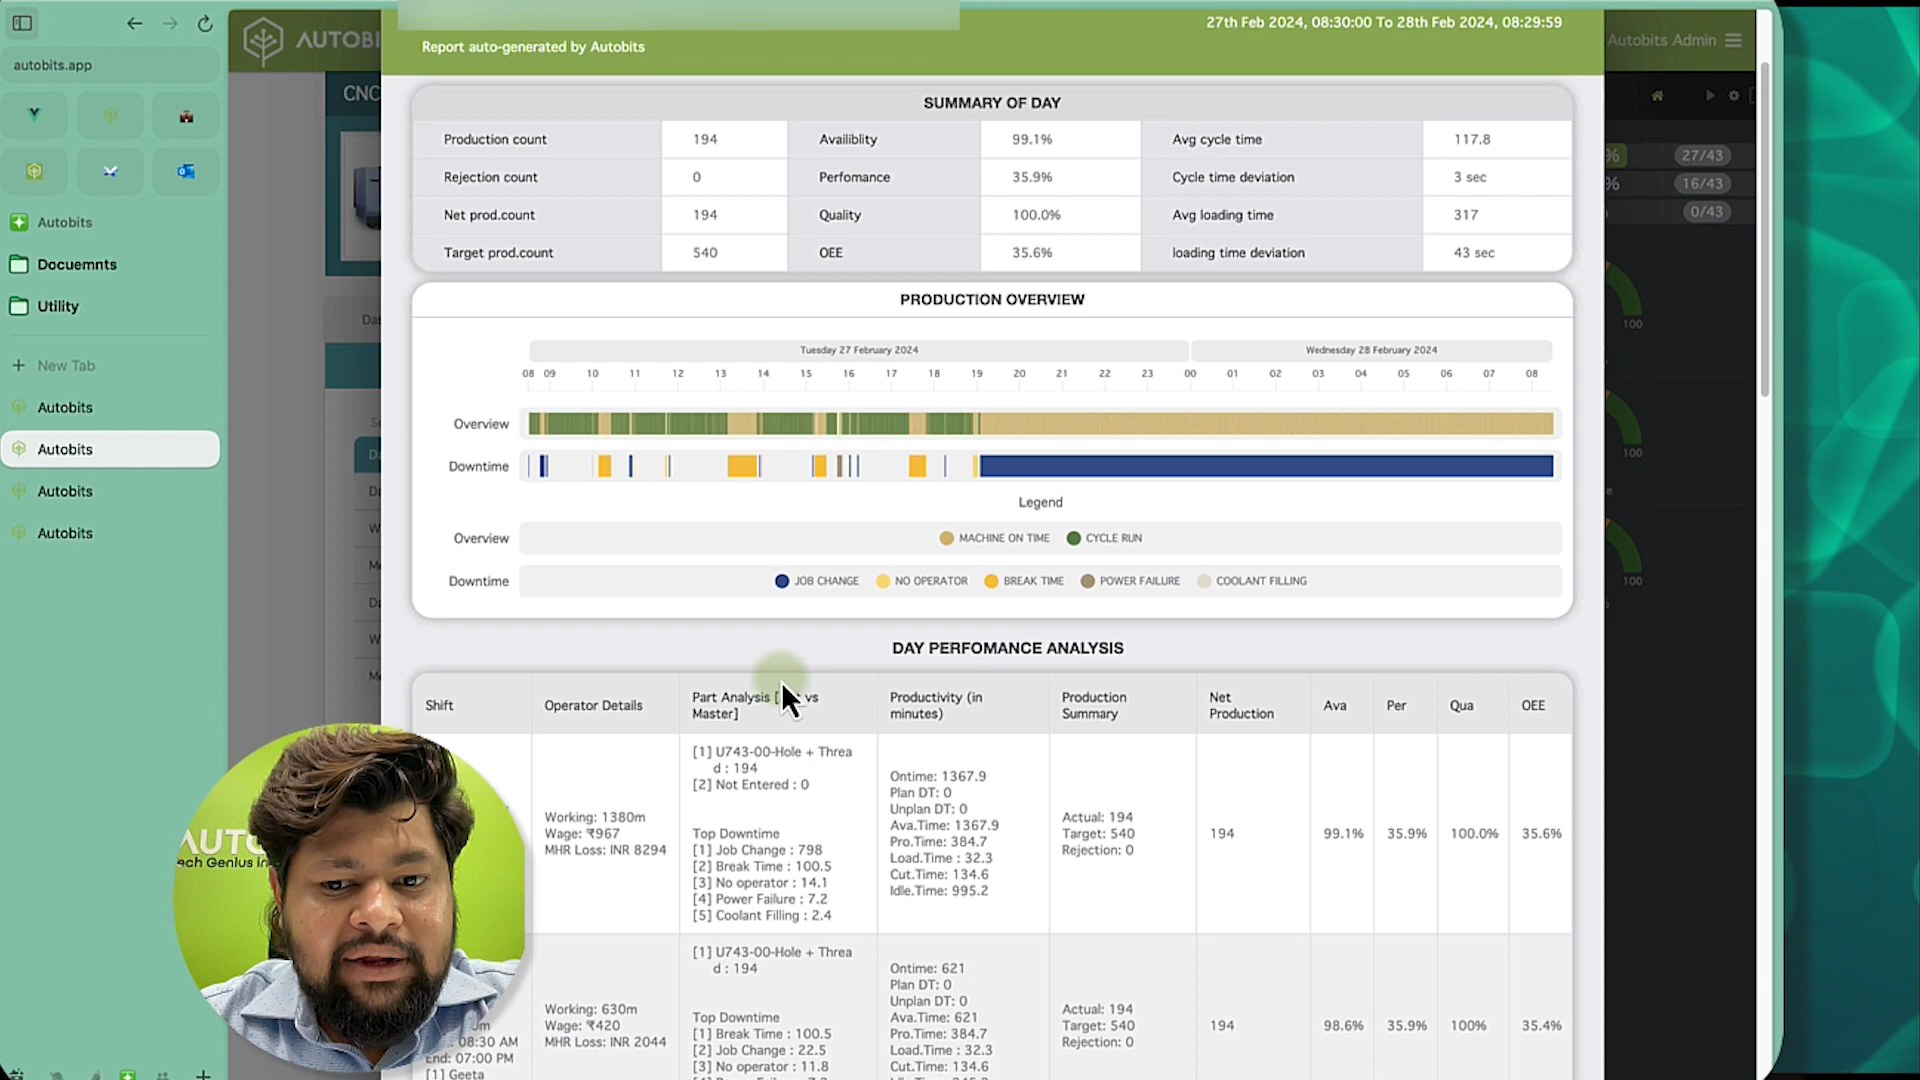 autobits.app
Autobits
Docuemnts
Utility
New Tab
Autobits
Autobits
Autobits
Autobits
AUTOBI
CNC
Autobits Admin
27/43
16/43
0/43
100
100
100
27th Feb 2024, 08:30:00 To 28th Feb 2024, 08:29:59
Report auto-generated by Autobits
SUMMARY OF DAY
Production count 194 Availiblity 99.1% Avg cycle time 117.8
Rejection count 0 Perfomance 35.9% Cycle time deviation 3 sec
Net prod.count 194 Quality 100.0% Avg loading time 317
Target prod.count 540 OEE 35.6% loading time deviation 43 sec
PRODUCTION OVERVIEW
Tuesday 27 February 2024 Wednesday 28 February 2024
08 09 10 11 12 13 14 15 16 17 18 19 20 21 22 23 00 01 02 03 04 05 06 07 08
Overview
Downtime
Legend
Overview MACHINE ON TIME CYCLE RUN
Downtime JOB CHANGE NO OPERATOR BREAK TIME POWER FAILURE COOLANT FILLING
DAY PERFOMANCE ANALYSIS
Shift Operator Details Part Analysis [ vs Master] Productivity (in minutes) Production Summary Net Production Ava Per Qua OEE
Working: 1380m
Wage: ₹967
MHR Loss: INR 8294
[1] U743-00-Hole + Threa
d : 194
[2] Not Entered : 0
Top Downtime
[1] Job Change : 798
[2] Break Time : 100.5
[3] No operator : 14.1
[4] Power Failure : 7.2
[5] Coolant Filling : 2.4
Ontime: 1367.9
Plan DT: 0
Unplan DT: 0
Ava.Time: 1367.9
Pro.Time: 384.7
Load.Time : 32.3
Cut.Time : 134.6
Idle.Time: 995.2
Actual: 194
Target: 540
Rejection: 0
194 99.1% 35.9% 100.0% 35.6%
08:30 AM
End: 07:00 PM
[1] Geeta
Working: 630m
Wage: ₹420
MHR Loss: INR 2044
[1] U743-00-Hole + Threa
d : 194
Top Downtime
[1] Break Time : 100.5
[2] Job Change : 22.5
[3] No operator : 11.8
Ontime: 621
Plan DT: 0
Unplan DT: 0
Ava.Time: 621
Pro.Time: 384.7
Load.Time : 32.3
Cut.Time : 134.6
Actual: 194
Target: 540
Rejection: 0
194 98.6% 35.9% 100% 35.4%
AUTO
ech Genius In